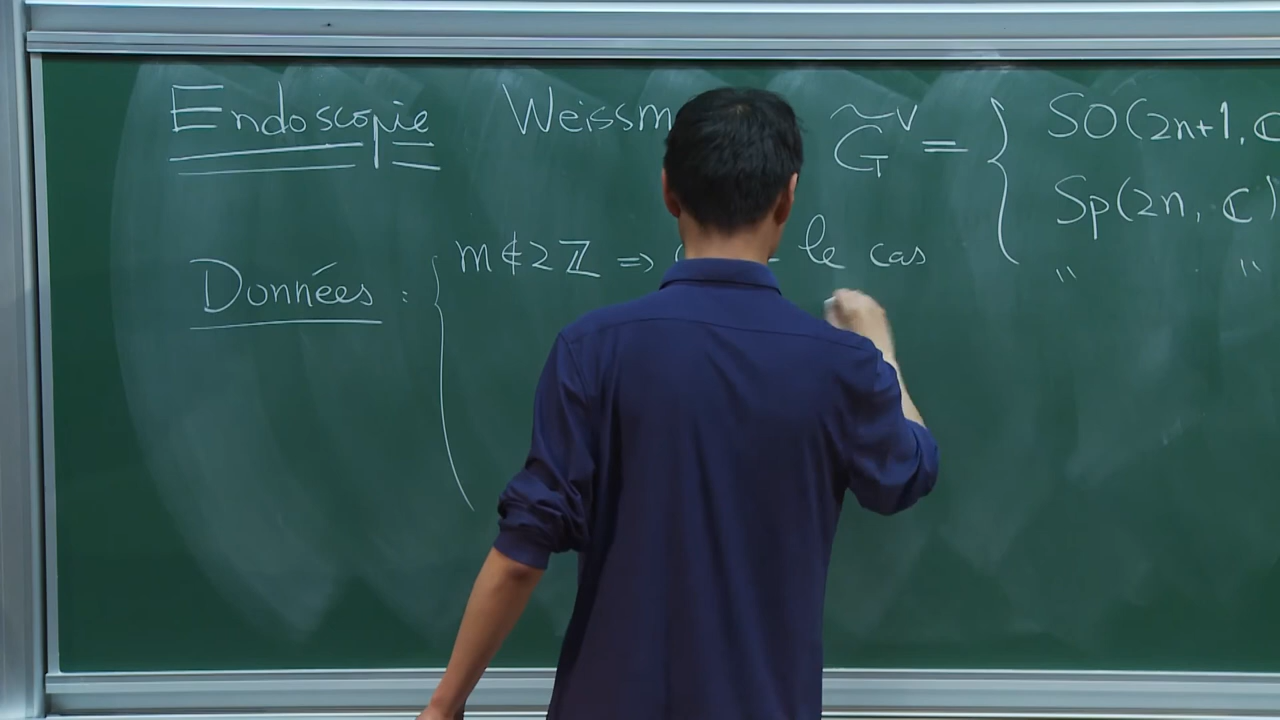 Endoscopie Weissm G̃^∨ = { SO(2n+1, ℂ
Sp(2n, ℂ)
" "
Données : { m ∉ 2ℤ ⇒ le cas